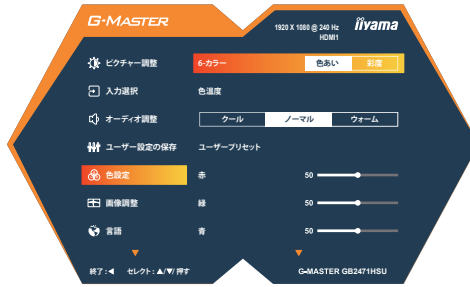 G-MASTER
1920 X 1080 @ 240 Hz
HDMI1
iiyama
ピクチャー調整
6-カラー 色あい 彩度
入力選択
色温度
オーディオ調整
クール ノーマル ウォーム
ユーザー設定の保存
ユーザープリセット
色設定
赤 50
画像調整
緑 50
言語
青 50
終了:◀ セレクト:▲/▼/ 押す
G-MASTER GB2471HSU